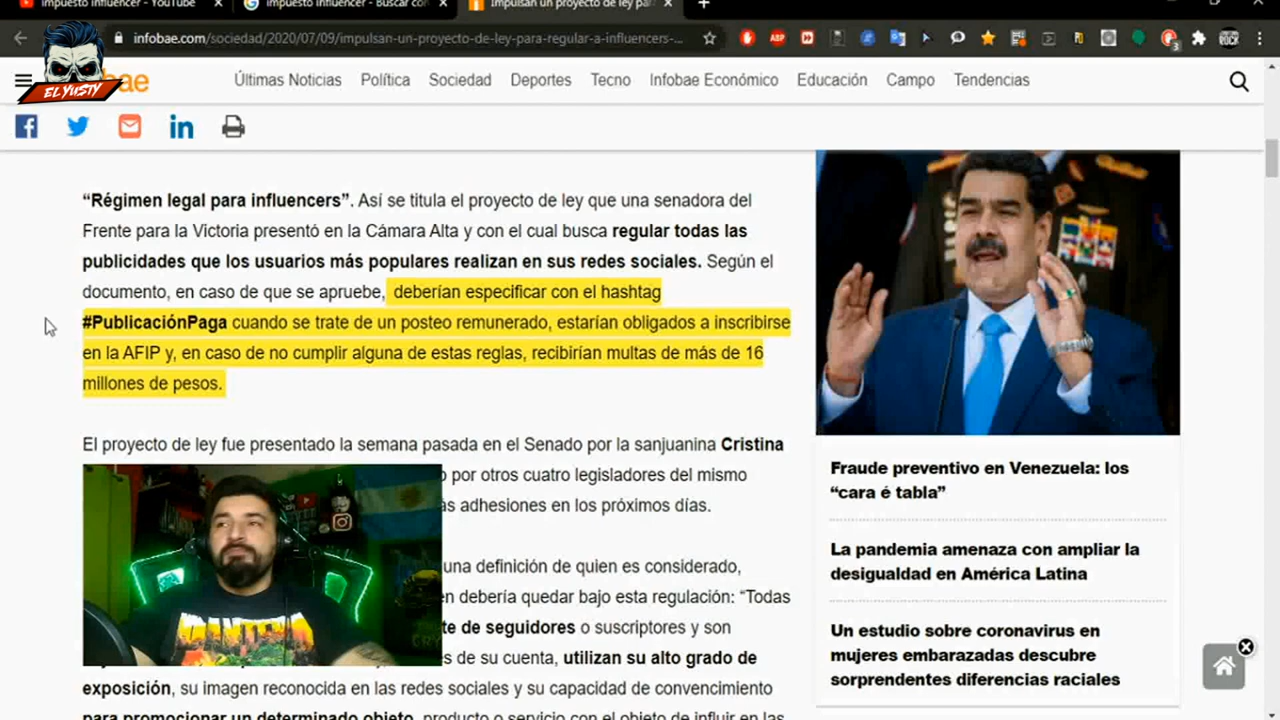 impuesto influencer - YouTube
impuesto influencer - Buscar co
Impulsan un proyecto de ley para
infobae.com/sociedad/2020/07/09/impulsan-un-proyecto-de-ley-para-regular-a-influencers-...
EL YUSTY
bae
Últimas Noticias Política Sociedad Deportes Tecno Infobae Económico Educación Campo Tendencias
“Régimen legal para influencers”. Así se titula el proyecto de ley que una senadora del
Frente para la Victoria presentó en la Cámara Alta y con el cual busca regular todas las
publicidades que los usuarios más populares realizan en sus redes sociales. Según el
documento, en caso de que se apruebe, deberían especificar con el hashtag
#PublicaciónPaga cuando se trate de un posteo remunerado, estarían obligados a inscribirse
en la AFIP y, en caso de no cumplir alguna de estas reglas, recibirían multas de más de 16
millones de pesos.
El proyecto de ley fue presentado la semana pasada en el Senado por la sanjuanina Cristina
por otros cuatro legisladores del mismo
ás adhesiones en los próximos días.
una definición de quien es considerado,
en debería quedar bajo esta regulación: “Todas
te de seguidores o suscriptores y son
es de su cuenta, utilizan su alto grado de
exposición, su imagen reconocida en las redes sociales y su capacidad de convencimiento
para promocionar un determinado objeto, producto o servicio con el objeto de influir en las
Fraude preventivo en Venezuela: los
“cara é tabla”
La pandemia amenaza con ampliar la
desigualdad en América Latina
Un estudio sobre coronavirus en
mujeres embarazadas descubre
sorprendentes diferencias raciales